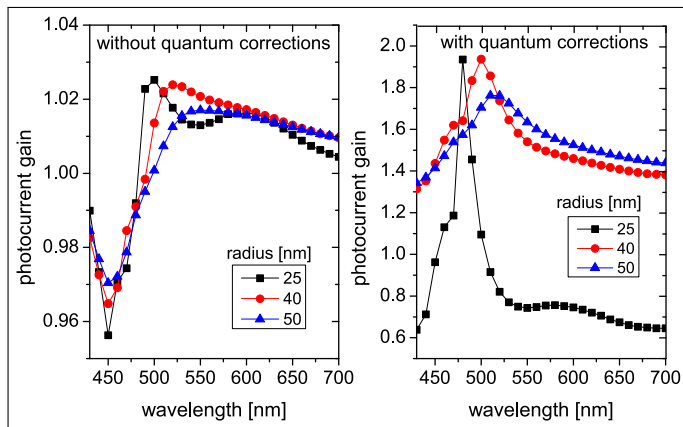 without quantum corrections
1.04
1.02
1.00
0.98
0.96
photocurrent gain
radius [nm]
25
40
50
450 500 550 600 650 700
wavelength [nm]
with quantum corrections
2.0
1.8
1.6
1.4
1.2
1.0
0.8
0.6
photocurrent gain
radius [nm]
25
40
50
450 500 550 600 650 700
wavelength [nm]